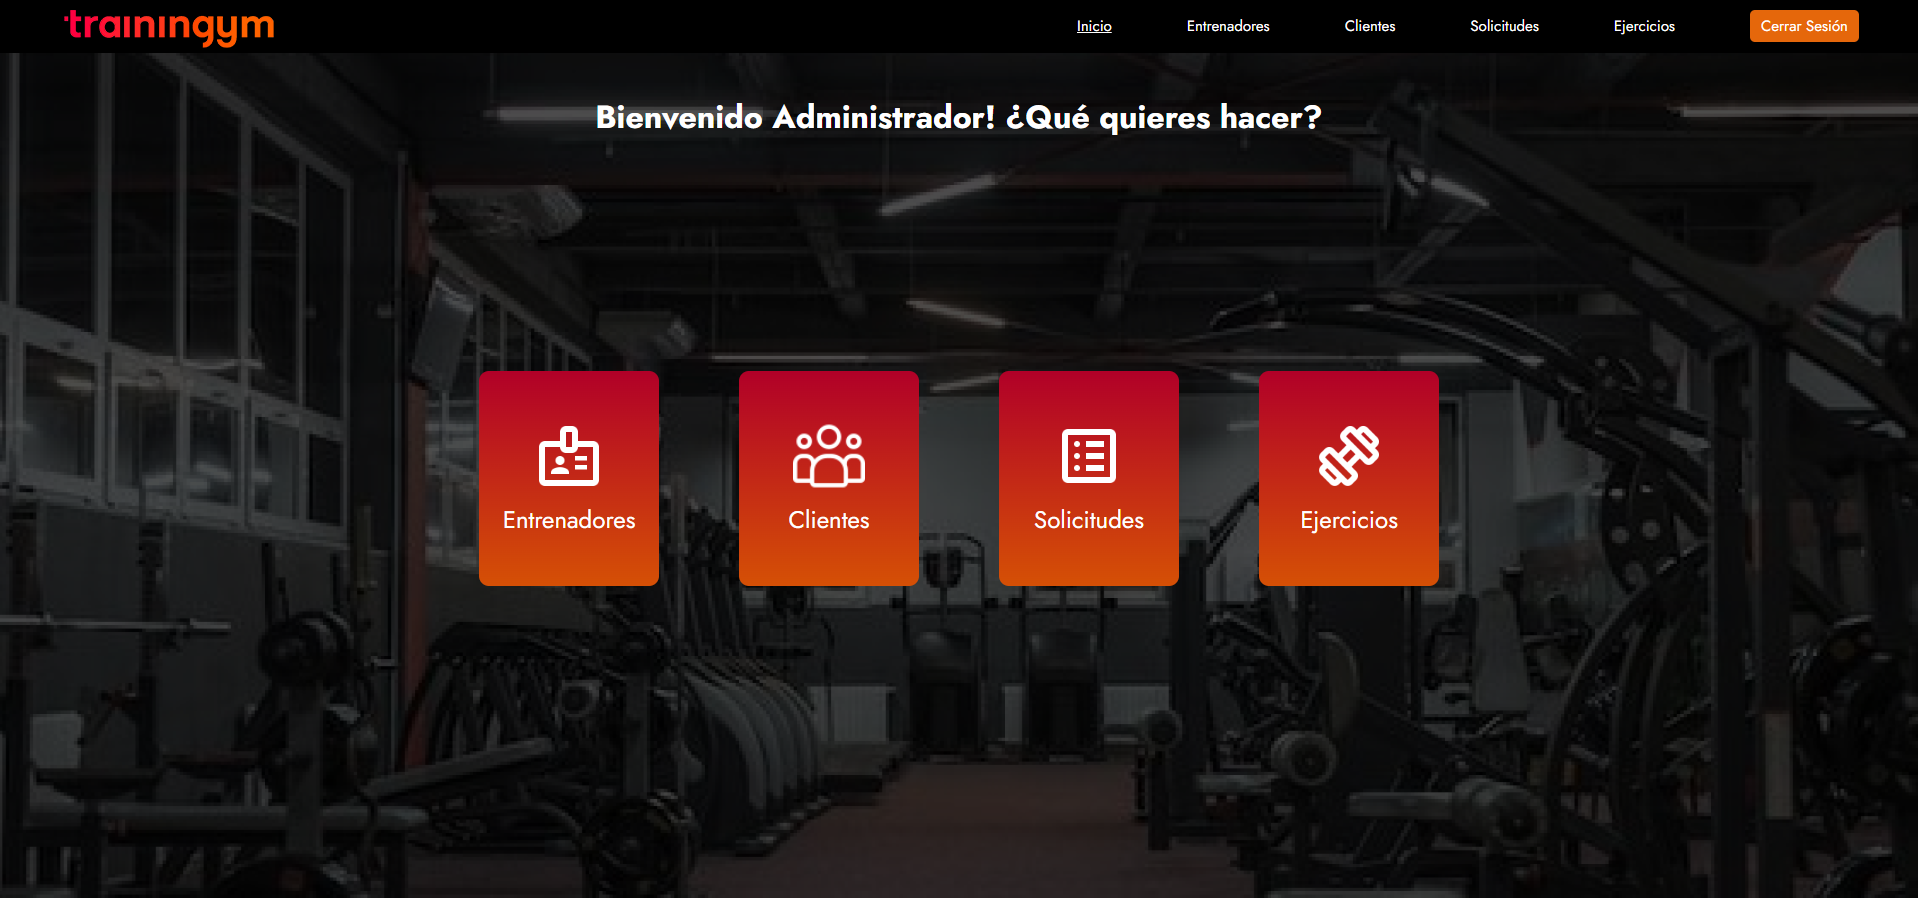 trainingym
Inicio Entrenadores Clientes Solicitudes Ejercicios Cerrar Sesión
Bienvenido Administrador! ¿Qué quieres hacer?
Entrenadores Clientes Solicitudes Ejercicios